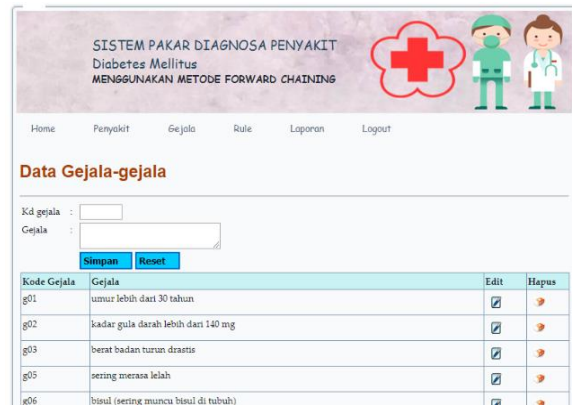 SISTEM PAKAR DIAGNOSA PENYAKIT
Diabetes Mellitus
MENGGUNAKAN METODE FORWARD CHAINING
Home Penyakit Gejala Rule Laporan Logout
Data Gejala-gejala
Kd gejala :
Gejala :
Simpan Reset
Kode Gejala Gejala Edit Hapus
g01 umur lebih dari 30 tahun
g02 kadar gula darah lebih dari 140 mg
g03 berat badan turun drastis
g05 sering merasa lelah
g06 bisul (sering muncu bisul di tubuh)